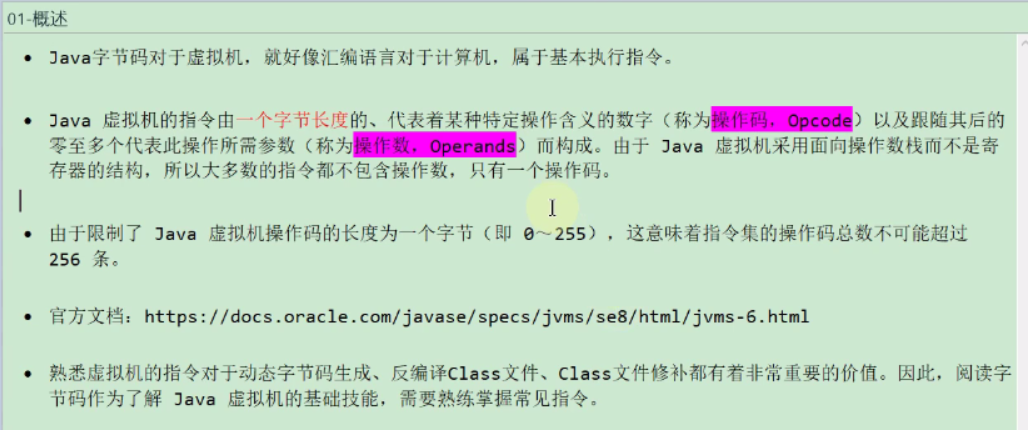 01-概述
• Java字节码对于虚拟机，就好像汇编语言对于计算机，属于基本执行指令。
• Java 虚拟机的指令由一个字节长度的、代表着某种特定操作含义的数字（称为操作码，Opcode）以及跟随其后的
零至多个代表此操作所需参数（称为操作数，Operands）而构成。由于 Java 虚拟机采用面向操作数栈而不是寄
存器的结构，所以大多数的指令都不包含操作数，只有一个操作码。
• 由于限制了 Java 虚拟机操作码的长度为一个字节（即 0～255），这意味着指令集的操作码总数不可能超过
256 条。
• 官方文档：https://docs.oracle.com/javase/specs/jvms/se8/html/jvms-6.html
• 熟悉虚拟机的指令对于动态字节码生成、反编译Class文件、Class文件修补都有着非常重要的价值。因此，阅读字
节码作为了解 Java 虚拟机的基础技能，需要熟练掌握常见指令。